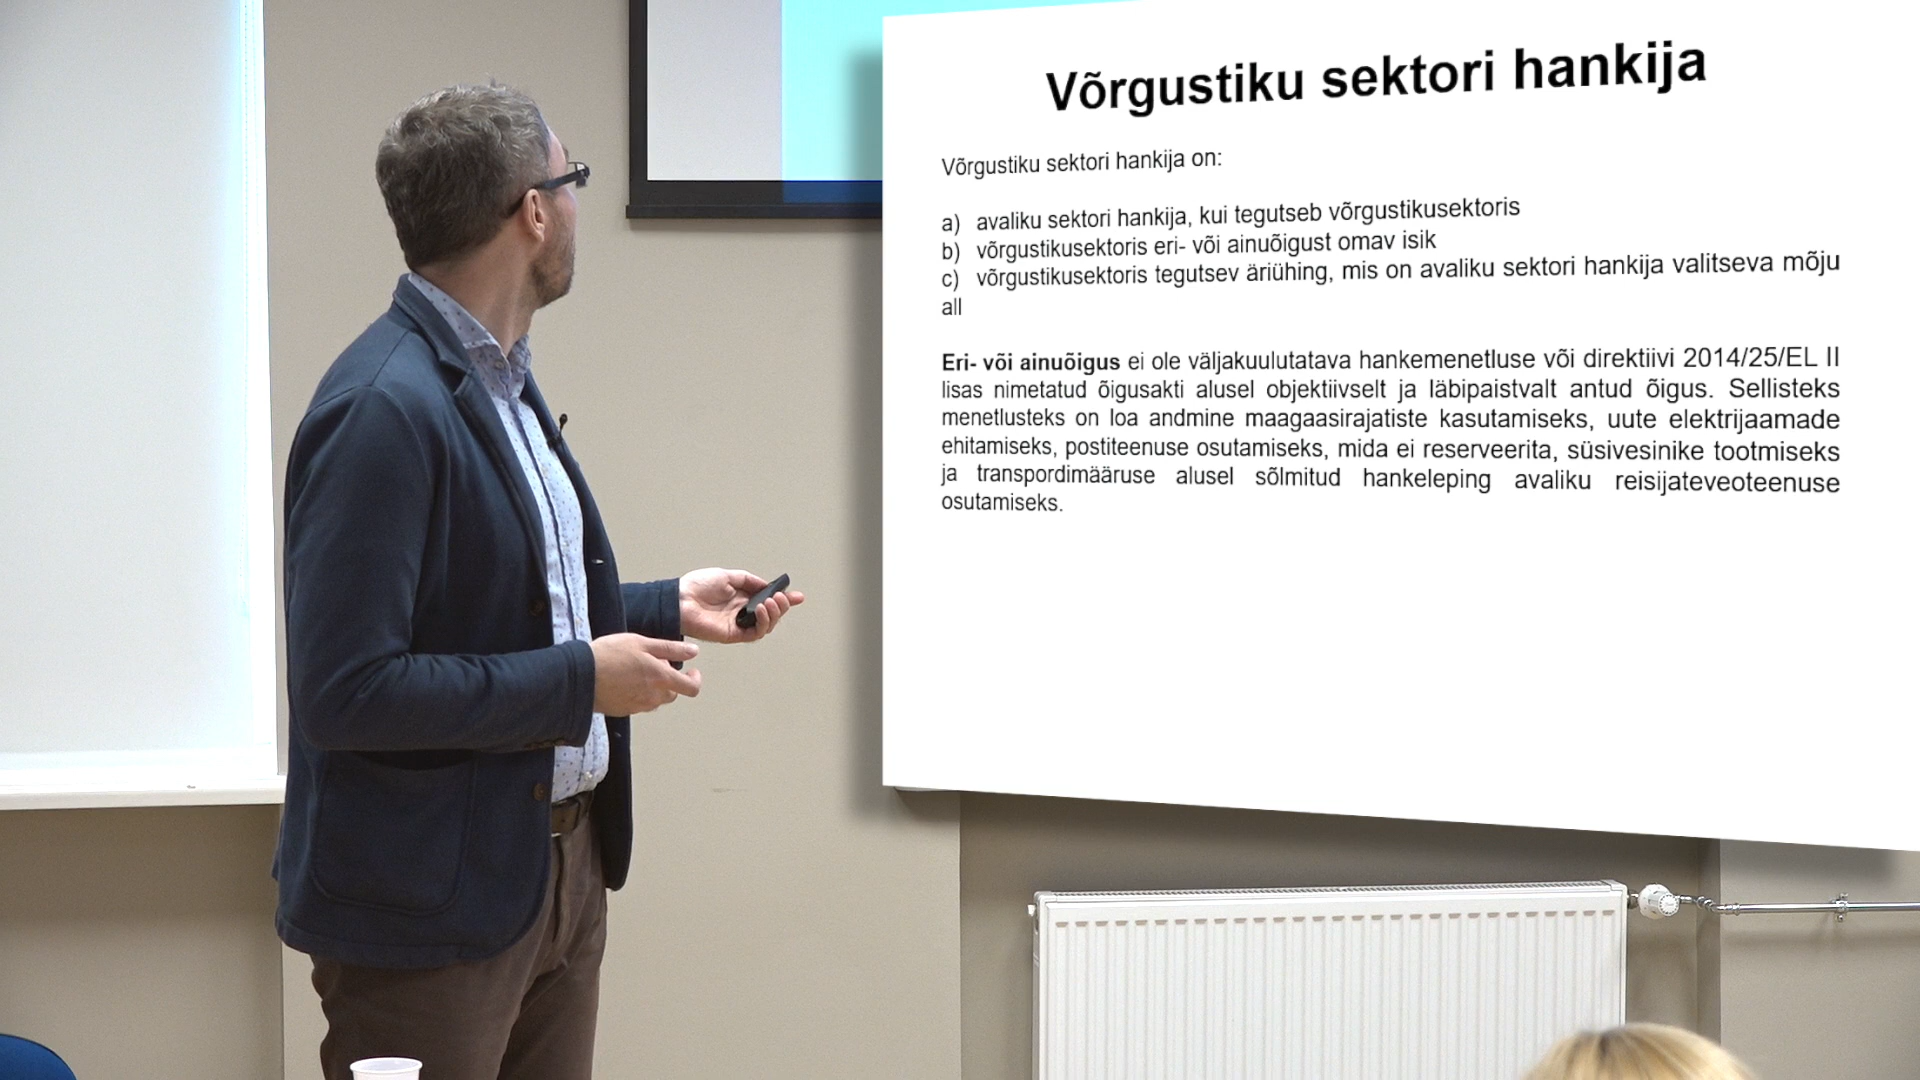 Võrgustiku sektori hankija
Võrgustiku sektori hankija on:
a) avaliku sektori hankija, kui tegutseb võrgustikusektoris
b) võrgustikusektoris eri- või ainuõigust omav isik
c) võrgustikusektoris tegutsev äriühing, mis on avaliku sektori hankija valitseva mõju
all
Eri- või ainuõigus ei ole väljakuulutatava hankemenetluse või direktiivi 2014/25/EL II
lisas nimetatud õigusakti alusel objektiivselt ja läbipaistvalt antud õigus. Sellisteks
menetlusteks on loa andmine maagaasirajatiste kasutamiseks, uute elektrijaamade
ehitamiseks, postiteenuse osutamiseks, mida ei reserveerita, süsivesinike tootmiseks
ja transpordimääruse alusel sõlmitud hankeleping avaliku reisijateveoteenuse
osutamiseks.